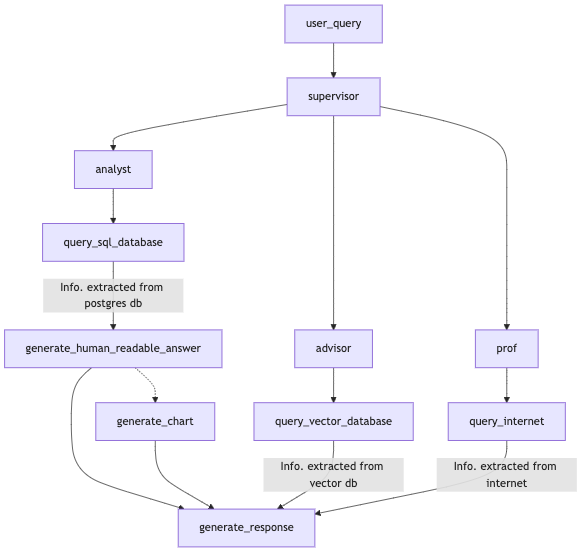 user_query
supervisor
analyst
query_sql_database
Info. extracted from
postgres db
generate_human_readable_answer
advisor
prof
generate_chart
query_vector_database
query_internet
Info. extracted from
vector db
Info. extracted from
internet
generate_response